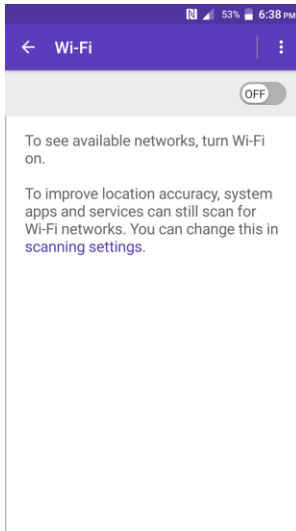 53% 6:38 PM
Wi-Fi
OFF
To see available networks, turn Wi-Fi
on.
To improve location accuracy, system
apps and services can still scan for
Wi-Fi networks. You can change this in
scanning settings.